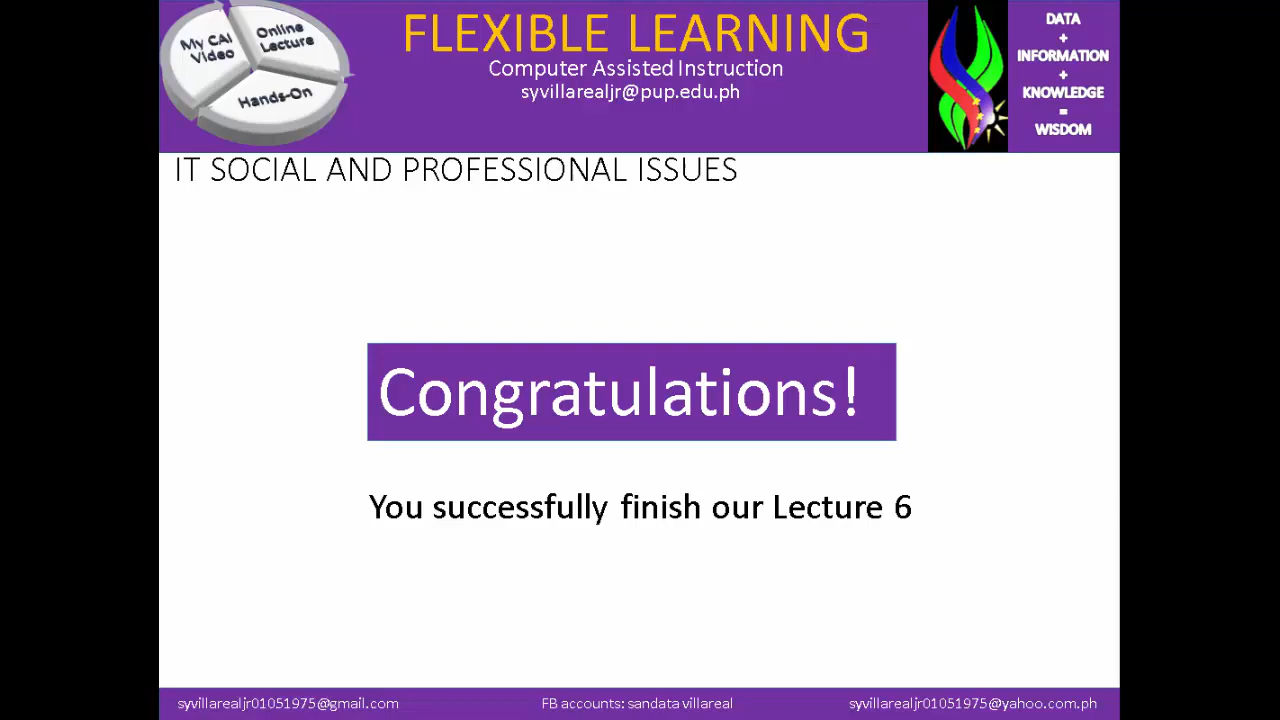 My CAI
Video
Online
Lecture
Hands-On
FLEXIBLE LEARNING
Computer Assisted Instruction
syvillarealjr@pup.edu.ph
DATA
+
INFORMATION
+
KNOWLEDGE
=
WISDOM
IT SOCIAL AND PROFESSIONAL ISSUES
Congratulations!
You successfully finish our Lecture 6
syvillarealjr01051975@gmail.com
FB accounts: sandata villareal
syvillarealjr01051975@yahoo.com.ph